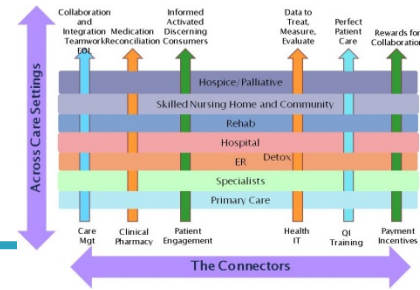 Collaboration
and
Integration
Teamwork
EOL
Medication
Reconciliation
Informed
Activated
Discerning
Consumers
Data to
Treat,
Measure,
Evaluate
Perfect
Patient
Care
Rewards for
Collaboration
Across Care Settings
Hospice/Palliative
Skilled Nursing Home and Community
Rehab
Hospital
Detox
ER
Specialists
Primary Care
Care
Mgt
Clinical
Pharmacy
Patient
Engagement
Health
IT
QI
Training
Payment
Incentives
The Connectors